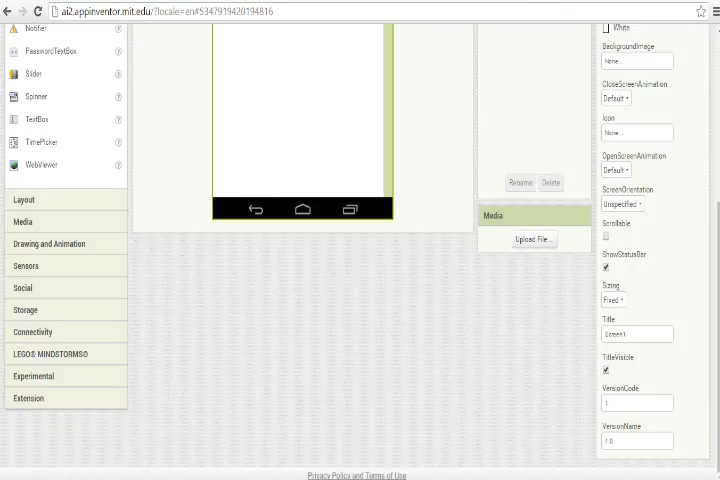 ai2.appinventor.mit.edu/?locale=en#5347919420194816
Notifier
PasswordTextBox
Slider
Spinner
TextBox
TimePicker
WebViewer
Layout
Media
Drawing and Animation
Sensors
Social
Storage
Connectivity
LEGO® MINDSTORMS®
Experimental
Extension
Rename Delete
Media
Upload File ...
White
BackgroundImage
None...
CloseScreenAnimation
Default
Icon
None...
OpenScreenAnimation
Default
ScreenOrientation
Unspecified
Scrollable
ShowStatusBar
Sizing
Fixed
Title
Screen1
TitleVisible
VersionCode
1
VersionName
1.0
Privacy Policy and Terms of Use